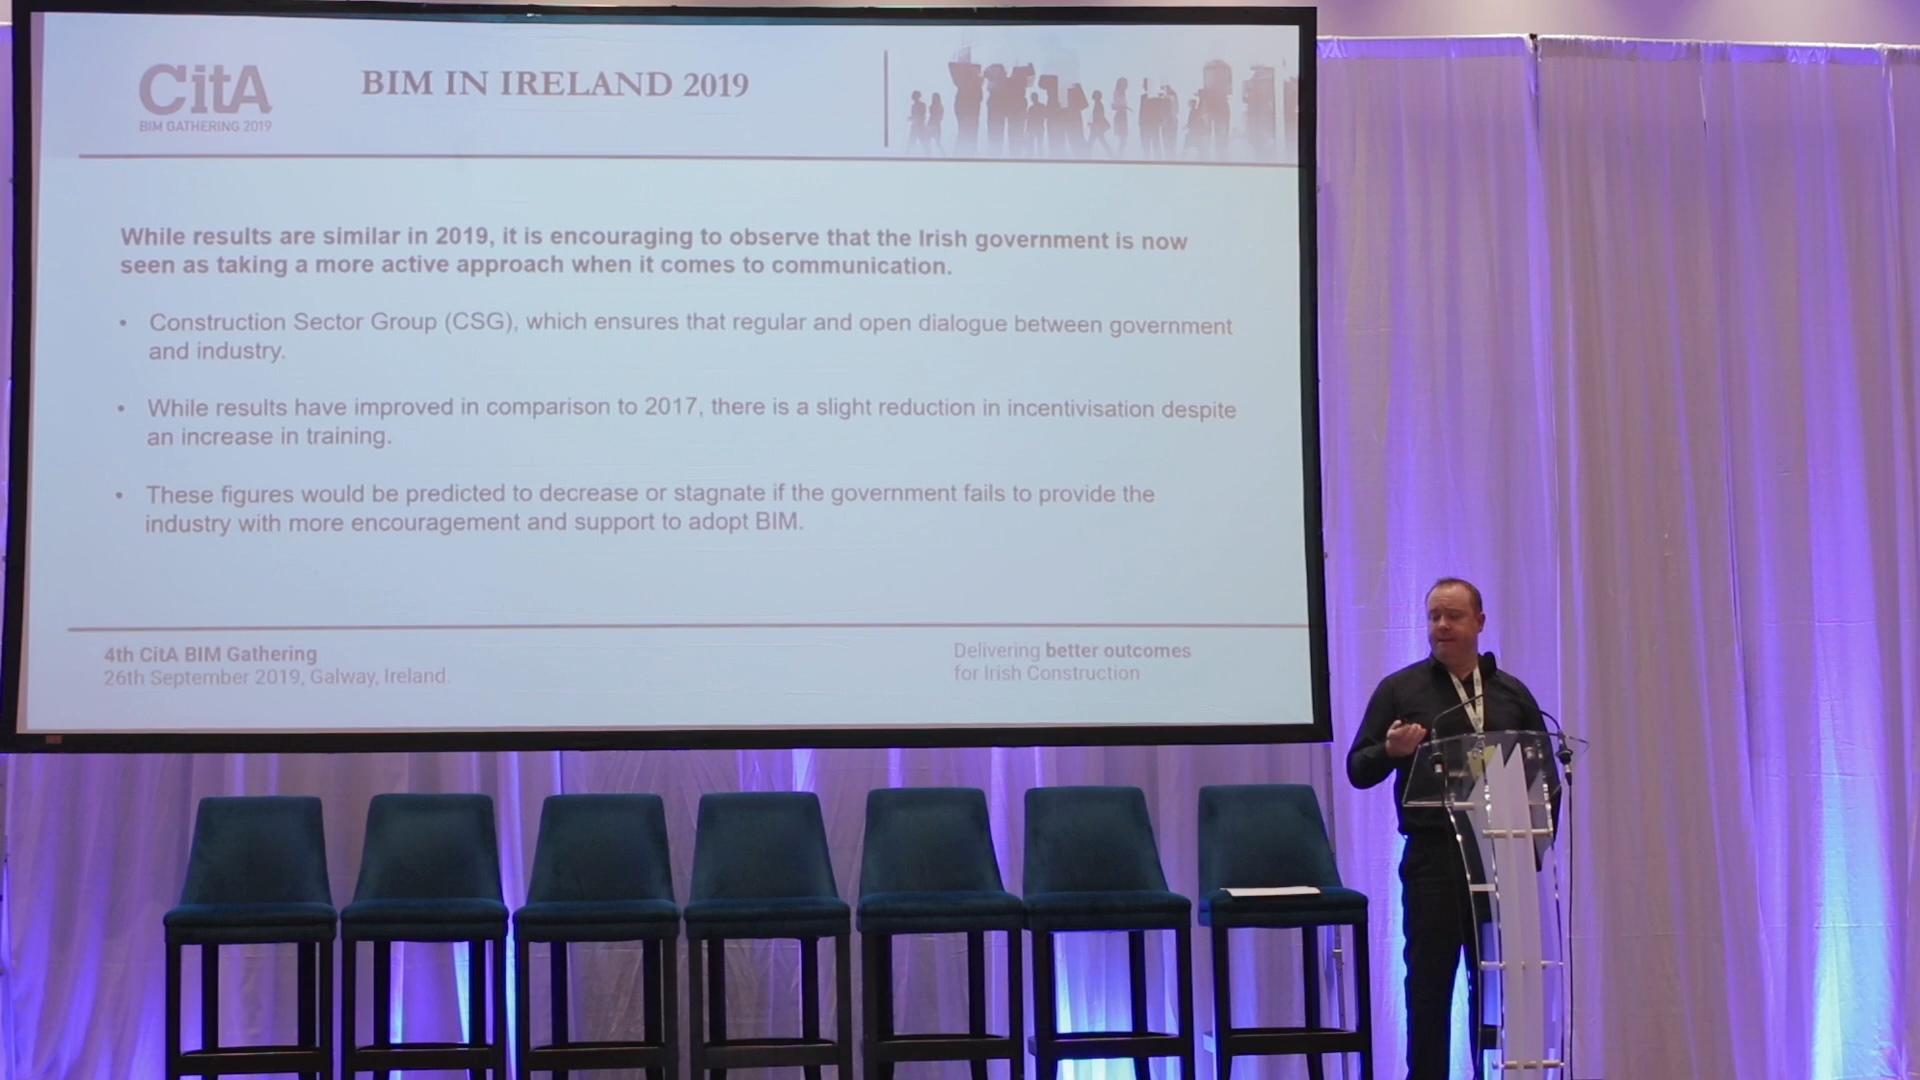 CitA
BIM GATHERING 2019
BIM IN IRELAND 2019
While results are similar in 2019, it is encouraging to observe that the Irish government is now
seen as taking a more active approach when it comes to communication.
• Construction Sector Group (CSG), which ensures that regular and open dialogue between government
and industry.
• While results have improved in comparison to 2017, there is a slight reduction in incentivisation despite
an increase in training.
• These figures would be predicted to decrease or stagnate if the government fails to provide the
industry with more encouragement and support to adopt BIM.
4th CitA BIM Gathering
26th September 2019, Galway, Ireland.
Delivering better outcomes
for Irish Construction